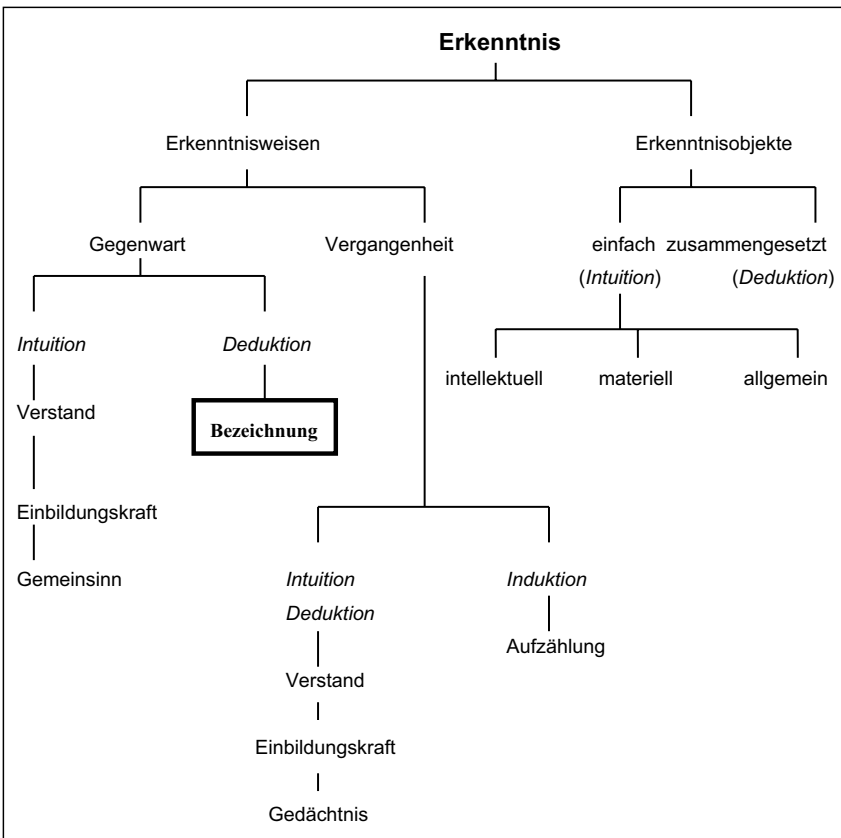 Erkenntnis
Erkenntnisweisen Erkenntnisobjekte
Gegenwart Vergangenheit einfach zusammengesetzt
(Intuition) (Deduktion)
Intuition Deduktion
intellektuell materiell allgemein
Verstand
Bezeichnung
Einbildungskraft
Gemeinsinn Intuition Induktion
Deduktion
Aufzählung
Verstand
Einbildungskraft
Gedächtnis